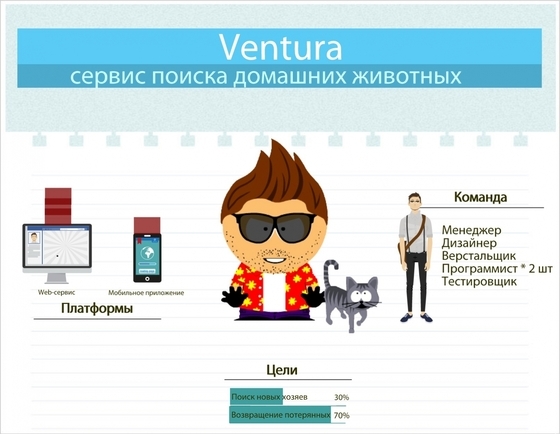 Ventura
сервис поиска домашних животных
Команда
Менеджер
Дизайнер
Верстальщик
Программист * 2 шт
Тестировщик
Web-сервис
Мобильное приложение
Платформы
Цели
Поиск новых хозяев 30%
Возвращение потерянных 70%